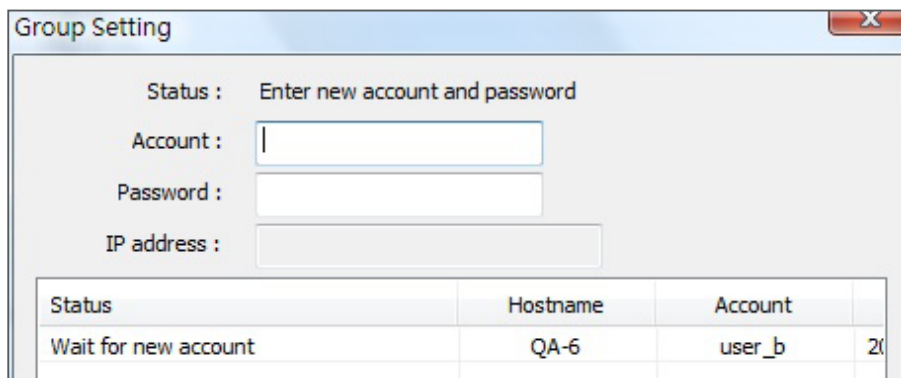 Group Setting
Status : Enter new account and password
Account :
Password :
IP address :
Status Hostname Account
Wait for new account QA-6 user_b